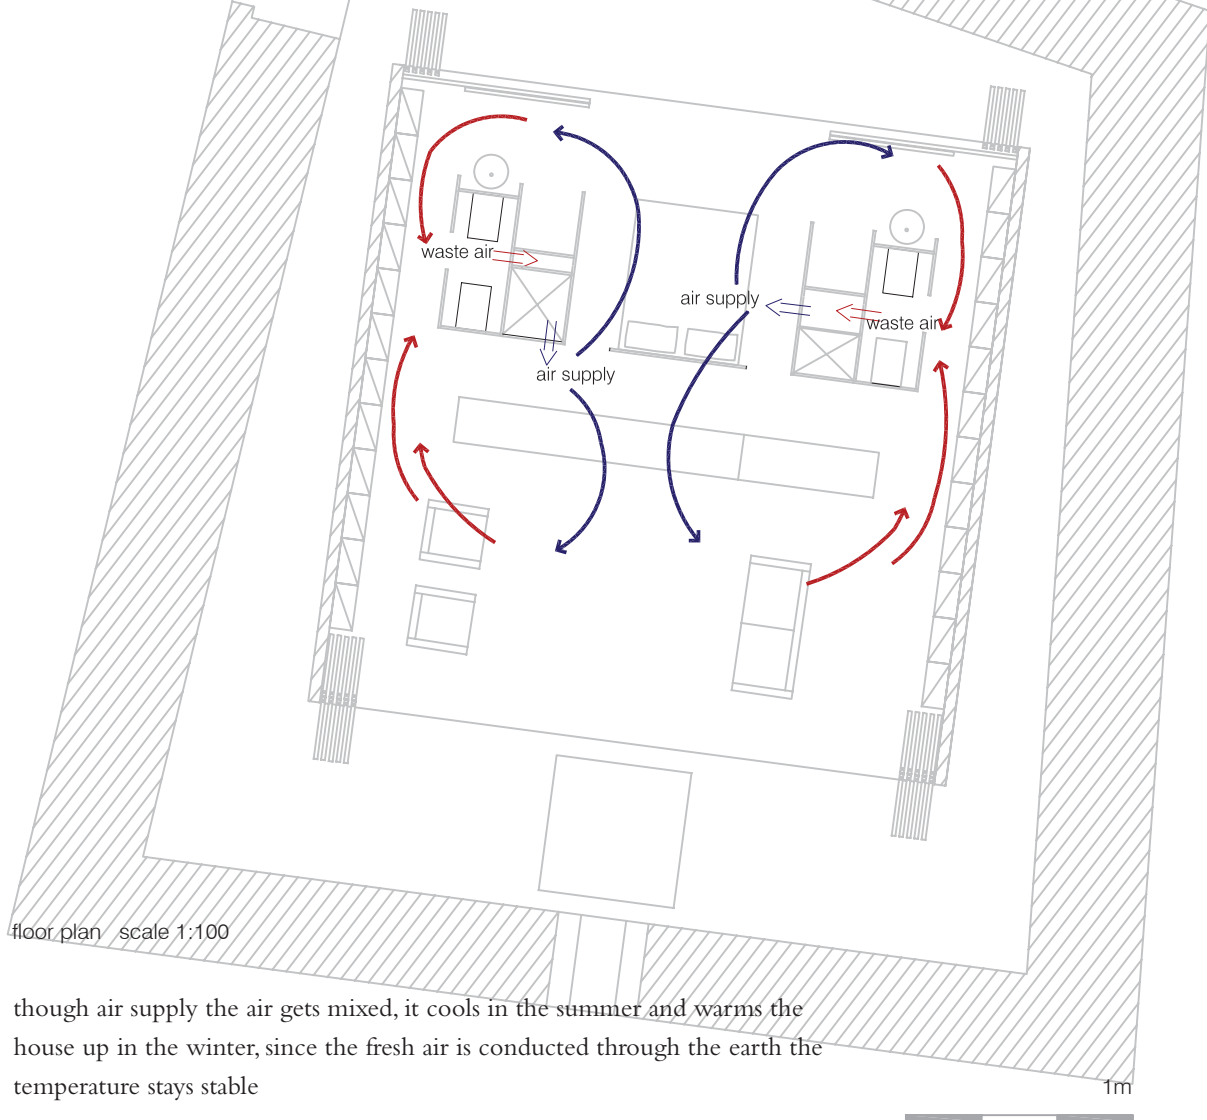 waste air
air supply
waste air
air supply
floor plan scale 1:100
though air supply the air gets mixed, it cools in the summer and warms the
house up in the winter, since the fresh air is conducted through the earth the
temperature stays stable
1m